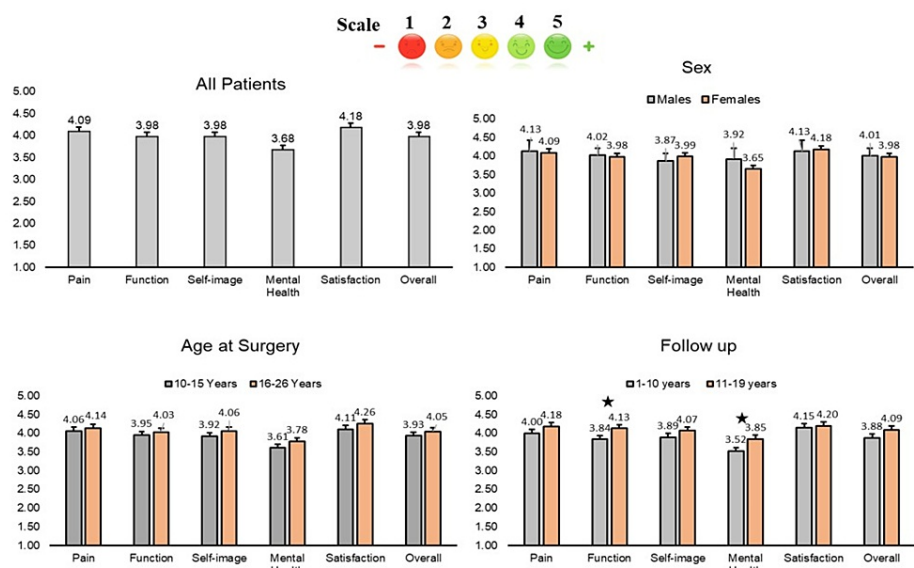 Scale 1 2 3 4 5
- +
All Patients
5.00
4.50
4.00
3.50
3.00
2.50
2.00
1.50
1.00
4.09 3.98 3.98 3.68 4.18 3.98
Pain Function Self-image Mental Health Satisfaction Overall
Sex
Males Females
5.00
4.50
4.00
3.50
3.00
2.50
2.00
1.50
1.00
4.13 4.09 4.02 3.98 3.87 3.99 3.92 3.65 4.13 4.18 4.01 3.98
Pain Function Self-image Mental Health Satisfaction Overall
Age at Surgery
10-15 Years 16-26 Years
5.00
4.50
4.00
3.50
3.00
2.50
2.00
1.50
1.00
4.06 4.14 3.95 4.03 3.92 4.06 3.61 3.78 4.11 4.26 3.93 4.05
Pain Function Self-image Mental Satisfaction Overall
Follow up
1-10 years 11-19 years
5.00
4.50
4.00
3.50
3.00
2.50
2.00
1.50
1.00
4.00 4.18 3.84 4.13 3.89 4.07 3.52 3.85 4.15 4.20 3.88 4.09
Pain Function Self-image Mental Satisfaction Overall